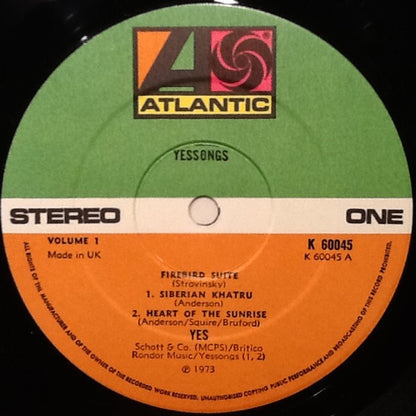 ATLANTIC
YESSONGS
STEREO ONE
VOLUME 1 K 60045
Made in UK K 60045 A
FIREBIRD SUITE
(Stravinsky)
1. SIBERIAN KHATRU
(Anderson)
2. HEART OF THE SUNRISE
(Anderson/Squire/Bruford)
YES
Schott & Co. (MCPS)/Britico
Rondor Music/Yessongs (1, 2)
℗ 1973
ALL RIGHTS OF THE MANUFACTURER AND OF THE OWNER OF THE RECORDED WORK RESERVED. UNAUTHORISED COPYING PUBLIC PERFORMANCE AND BROADCASTING OF THIS RECORD PROHIBITED.